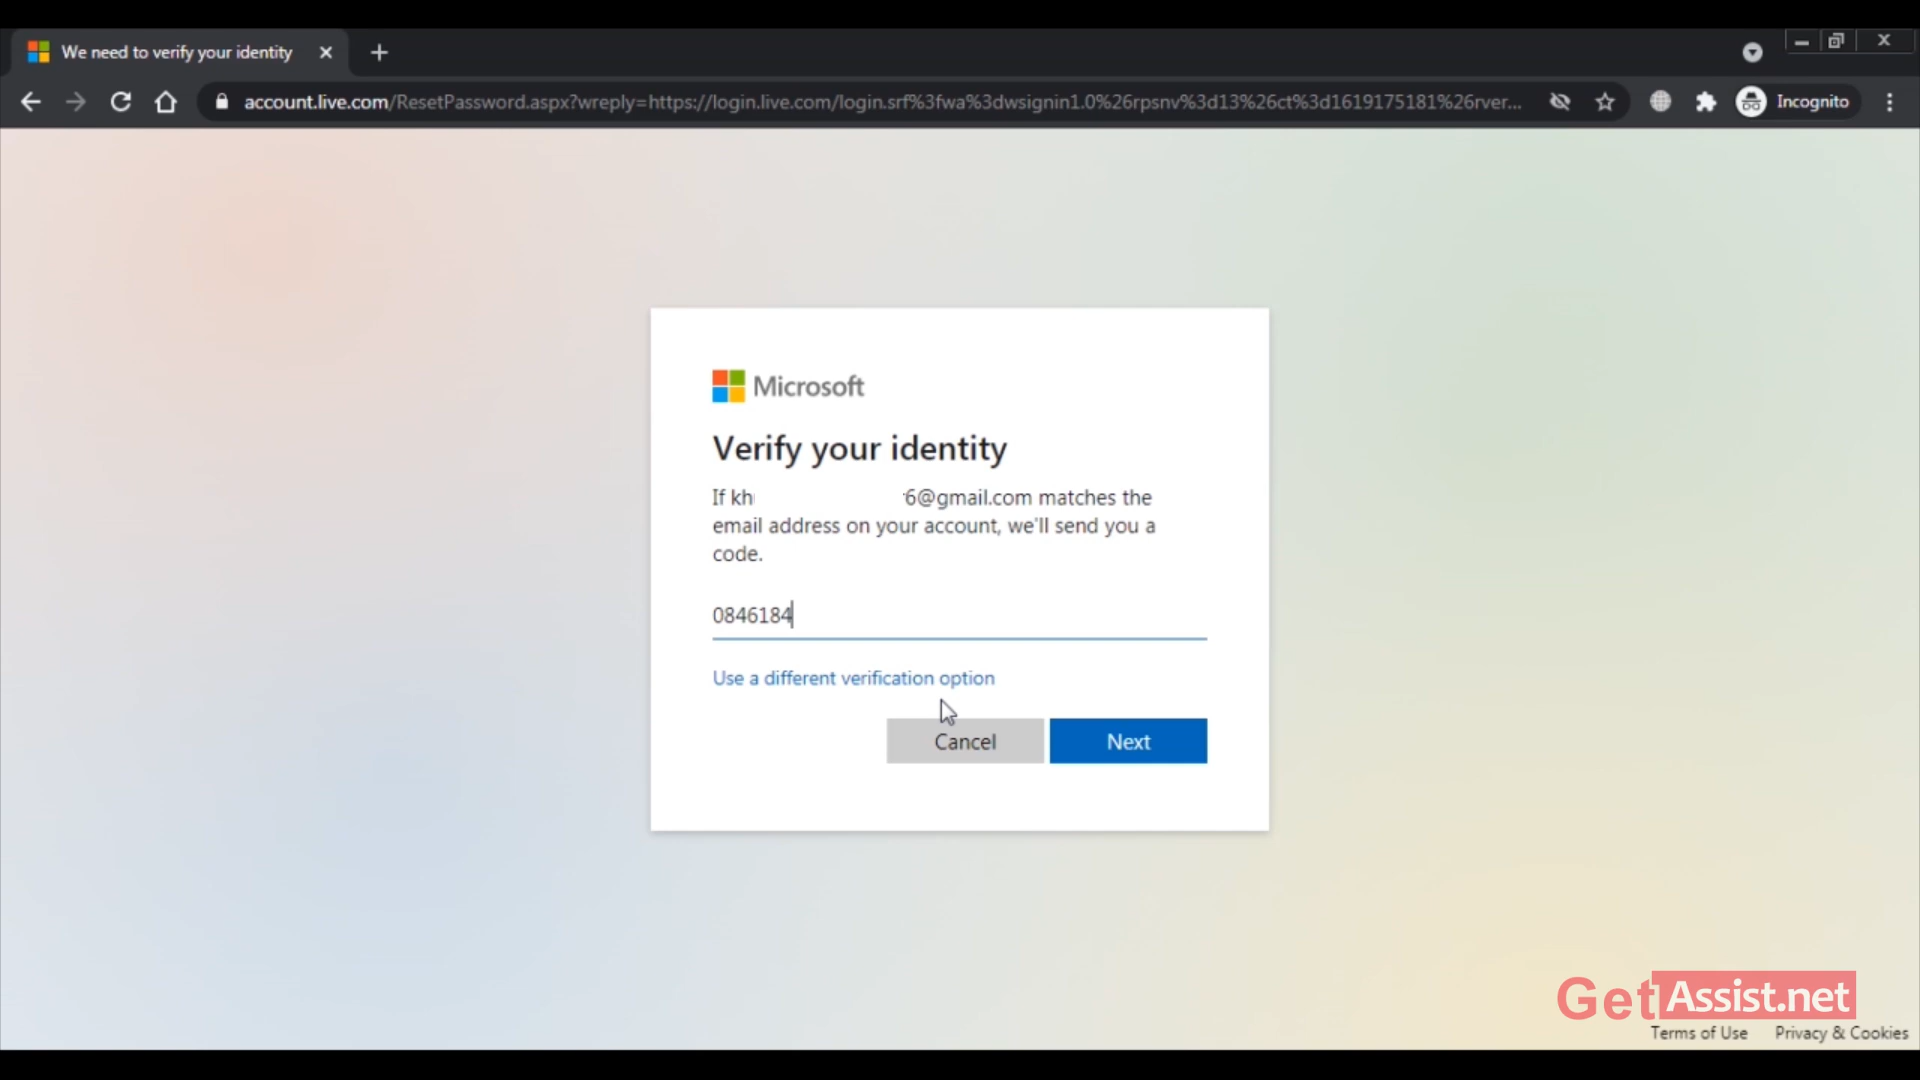 We need to verify your identity
account.live.com/ResetPassword.aspx?wreply=https://login.live.com/login.srf%3fwa%3dwsignin1.0%26rpsnv%3d13%26ct%3d1619175181%26rver...
Incognito
Microsoft
Verify your identity
If kh 6@gmail.com matches the
email address on your account, we'll send you a
code.
0846184
Use a different verification option
Cancel
Next
GetAssist.net
Terms of Use Privacy & Cookies